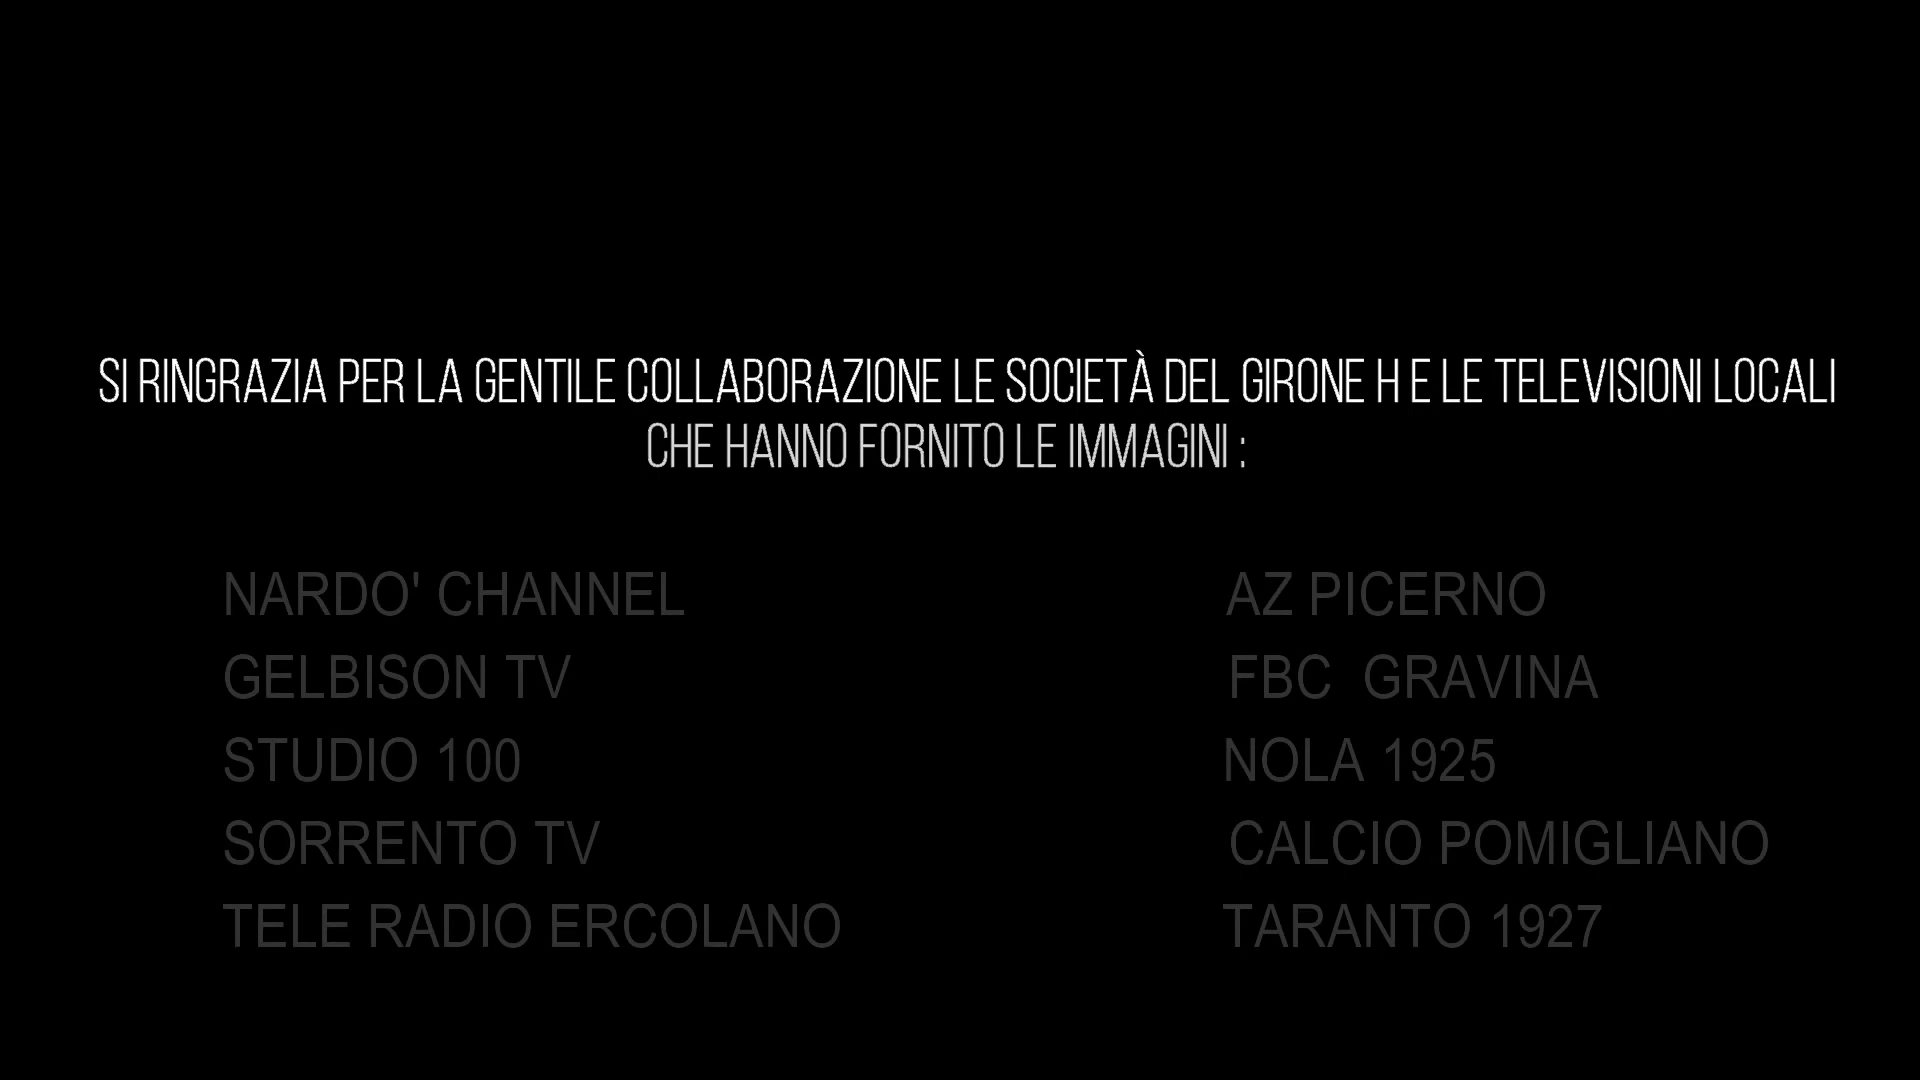 SI RINGRAZIA PER LA GENTILE COLLABORAZIONE LE SOCIETÀ DEL GIRONE H E LE TELEVISIONI LOCALI
CHE HANNO FORNITO LE IMMAGINI :
NARDO' CHANNEL
GELBISON TV
STUDIO 100
SORRENTO TV
TELE RADIO ERCOLANO
AZ PICERNO
FBC  GRAVINA
NOLA 1925
CALCIO POMIGLIANO
TARANTO 1927